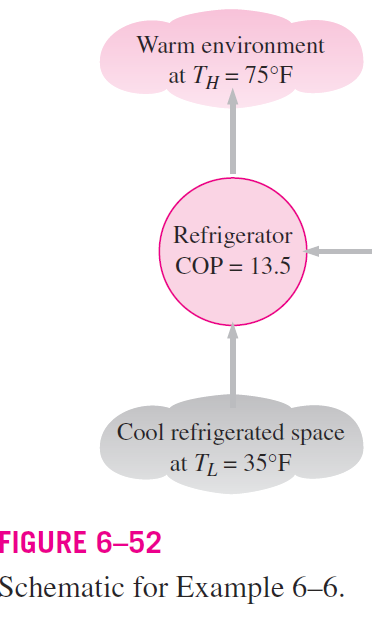 Warm environment
at TH = 75°F
Refrigerator
COP = 13.5
Cool refrigerated space
at TL = 35°F
FIGURE 6–52
Schematic for Example 6–6.